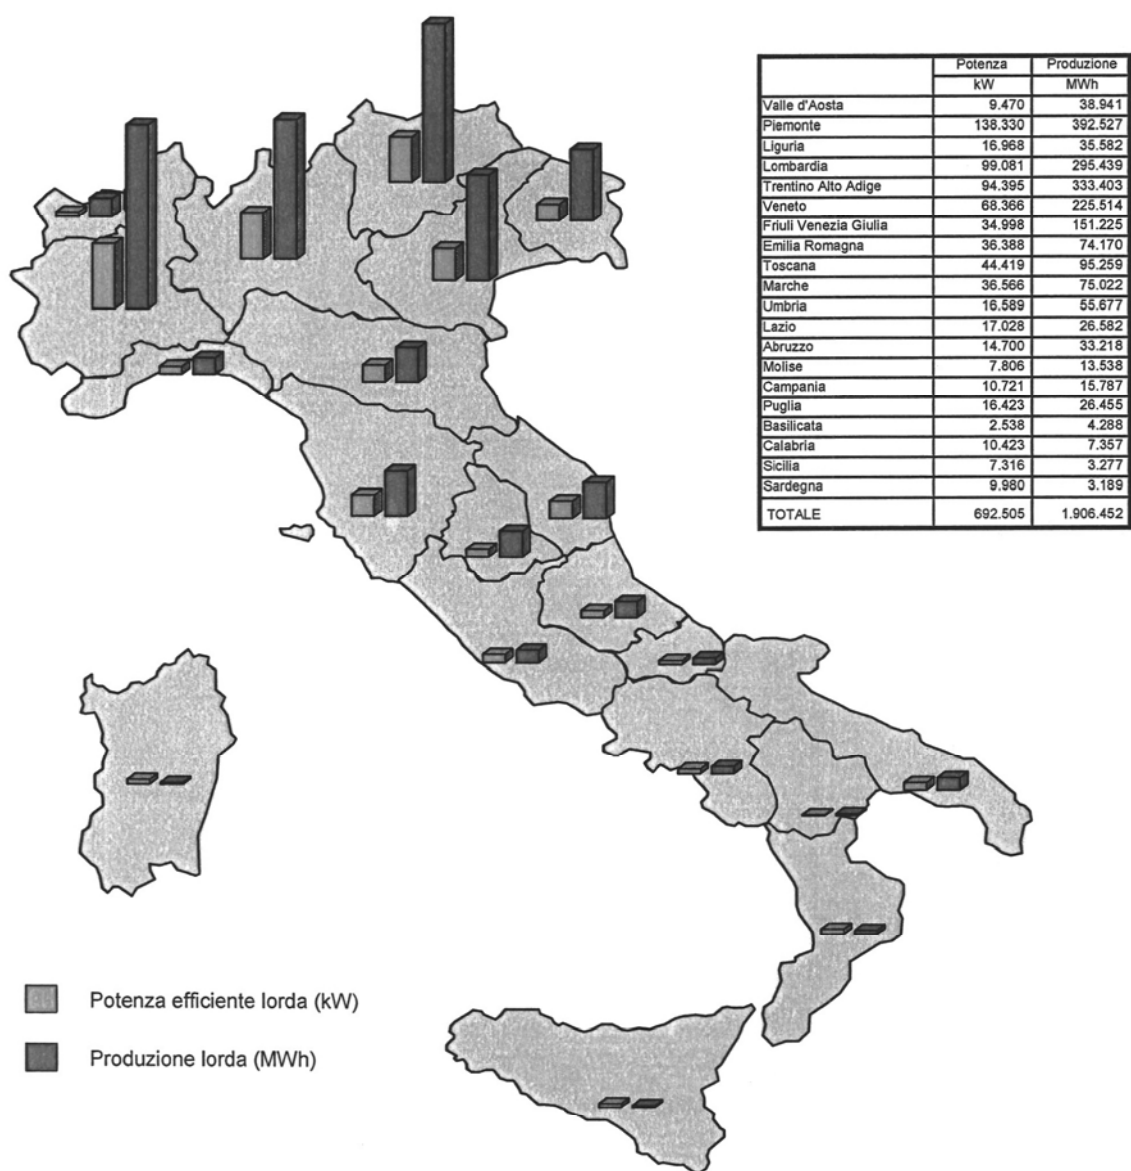 Potenza Produzione
kW MWh
Valle d'Aosta 9.470 38.941
Piemonte 138.330 392.527
Liguria 16.968 35.582
Lombardia 99.081 295.439
Trentino Alto Adige 94.395 333.403
Veneto 68.366 225.514
Friuli Venezia Giulia 34.998 151.225
Emilia Romagna 36.388 74.170
Toscana 44.419 95.259
Marche 36.566 75.022
Umbria 16.589 55.677
Lazio 17.028 26.582
Abruzzo 14.700 33.218
Molise 7.806 13.538
Campania 10.721 15.787
Puglia 16.423 26.455
Basilicata 2.538 4.288
Calabria 10.423 7.357
Sicilia 7.316 3.277
Sardegna 9.980 3.189
TOTALE 692.505 1.906.452
Potenza efficiente lorda (kW)
Produzione lorda (MWh)